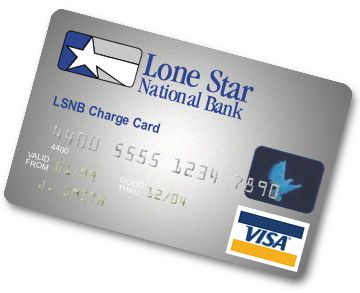 Lone Star
National Bank
LSNB Charge Card
4400 5555 1234 7890
4400
VALID FROM 01/99 GOOD THRU 12/04
J. SMITH
VISA